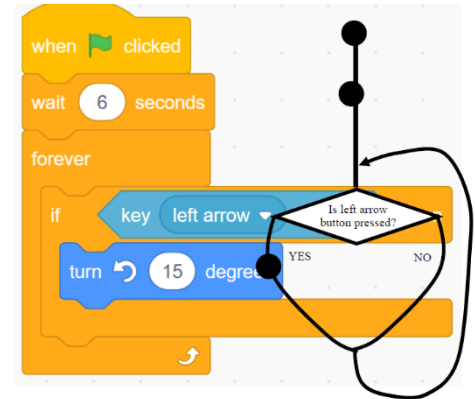 when clicked
wait 6 seconds
forever
if key left arrow
Is left arrow
button pressed?
turn 15
YES
NO